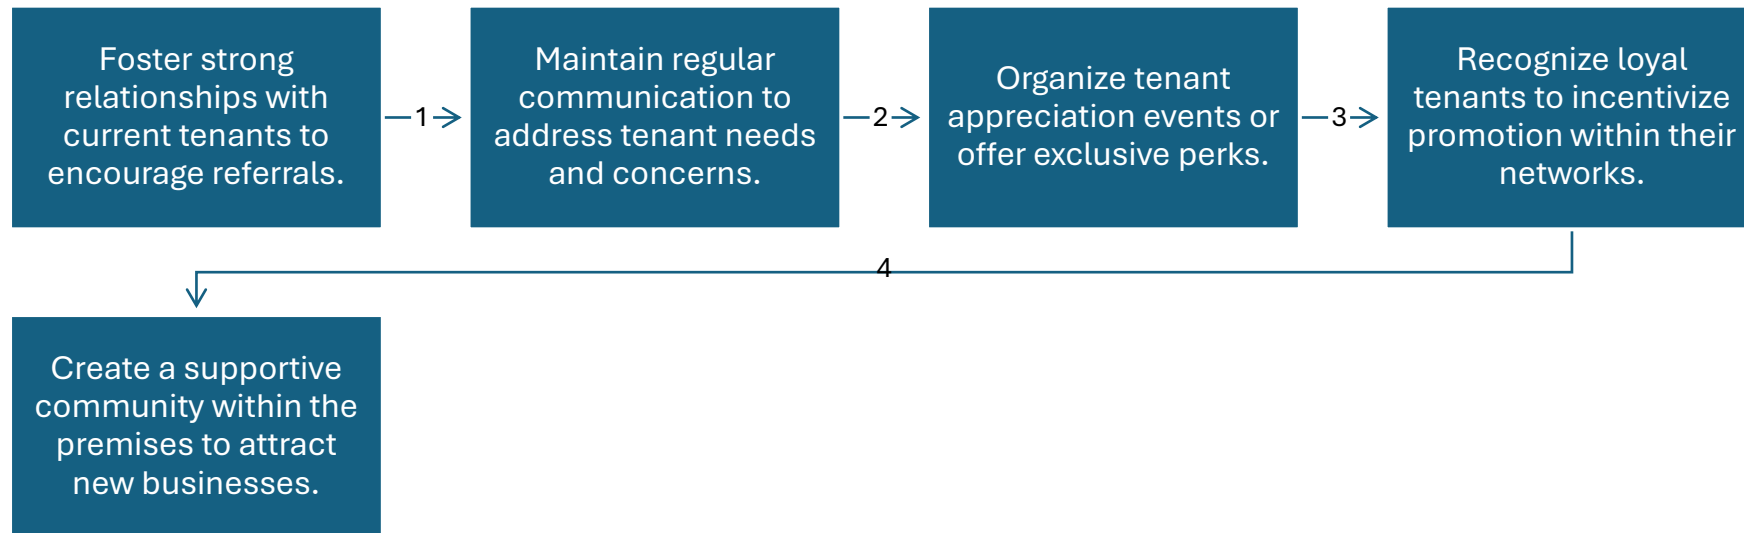 Foster strong
relationships with
current tenants to
encourage referrals.
1
Maintain regular
communication to
address tenant needs
and concerns.
2
Organize tenant
appreciation events or
offer exclusive perks.
3
Recognize loyal
tenants to incentivize
promotion within their
networks.
4
Create a supportive
community within the
premises to attract
new businesses.